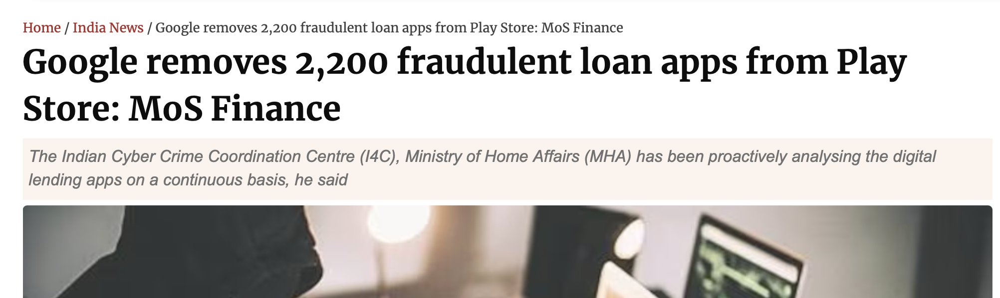 Home / India News / Google removes 2,200 fraudulent loan apps from Play Store: MoS Finance
Google removes 2,200 fraudulent loan apps from Play
Store: MoS Finance
The Indian Cyber Crime Coordination Centre (I4C), Ministry of Home Affairs (MHA) has been proactively analysing the digital
lending apps on a continuous basis, he said